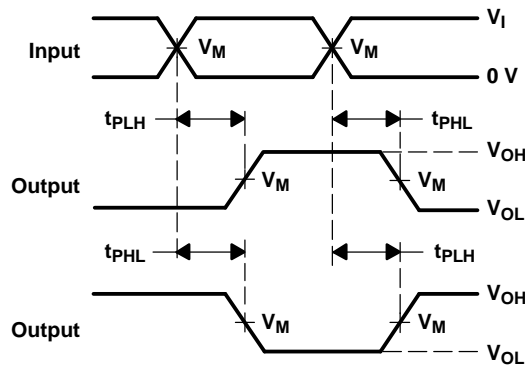 V_I
Input
V_M
V_M
0 V
t_PLH
t_PHL
V_OH
Output
V_M
V_M
V_OL
t_PHL
t_PLH
V_OH
Output
V_M
V_M
V_OL